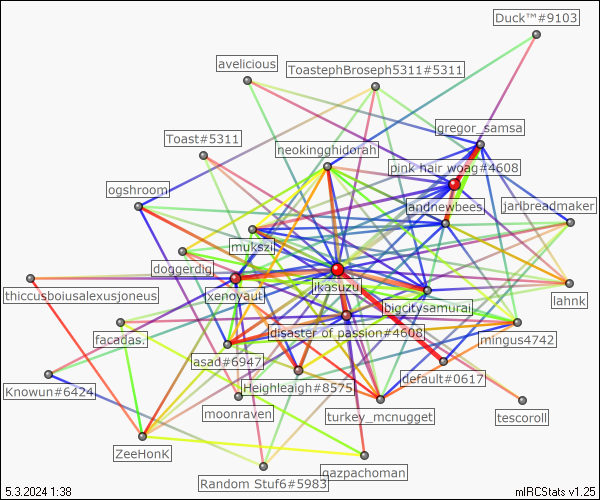 Duck™#9103
avelicious
ToastephBroseph5311#5311
gregor_samsa
Toast#5311
neokingghidorah
pink hair woag#4608
ogshroom
landnewbees
jarlbreadmaker
mukszil
doggerdig
thiccusboiusalexusjoneus
xenoyaut
ikasuzu
bigcitysamurai
lahnk
facadas.
disaster of passion#4608
mingus4742
asad#6947
Knowun#6424
Heighleaigh#8575
default#0617
moonraven
turkey_mcnugget
tescoroll
ZeeHonK
Random Stuf6#5983
gazpachoman
5.3.2024 1:38
mIRCStats v1.25